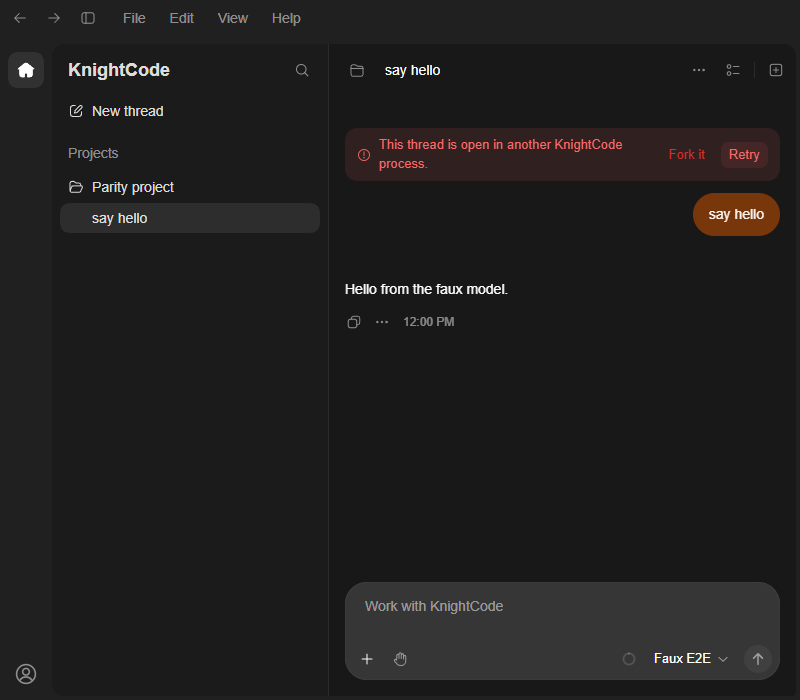 File Edit View Help
KnightCode
New thread
Projects
Parity project
say hello
say hello
This thread is open in another KnightCode
process.
Fork it Retry
say hello
Hello from the faux model.
12:00 PM
Work with KnightCode
Faux E2E